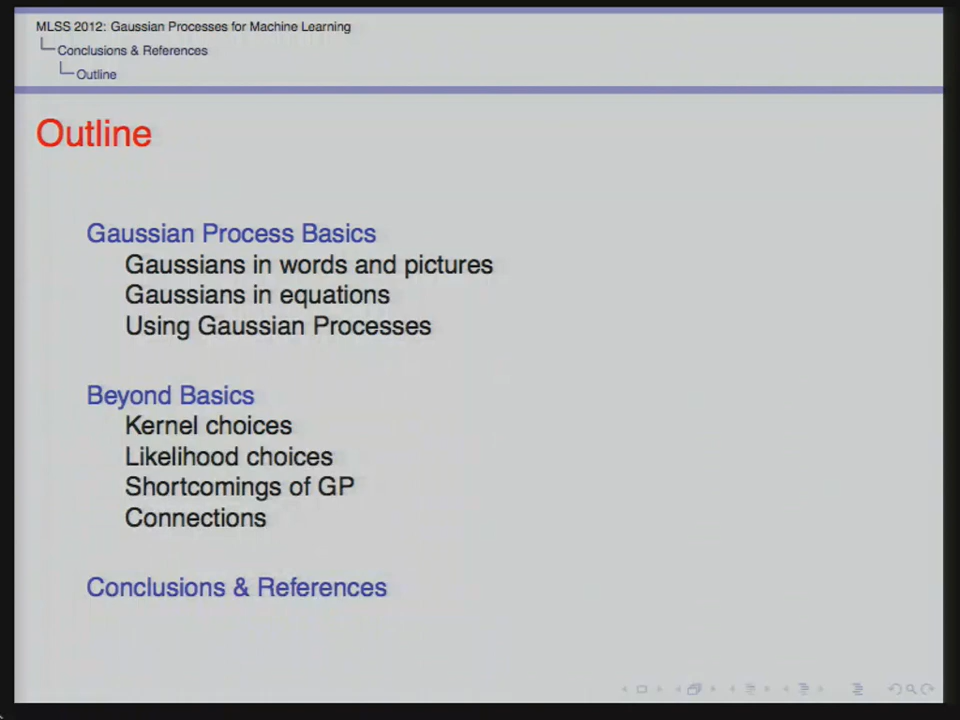 MLSS 2012: Gaussian Processes for Machine Learning
Conclusions & References
Outline
Outline
Gaussian Process Basics
Gaussians in words and pictures
Gaussians in equations
Using Gaussian Processes
Beyond Basics
Kernel choices
Likelihood choices
Shortcomings of GP
Connections
Conclusions & References